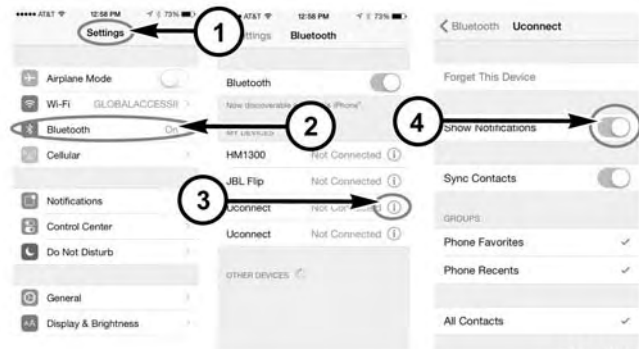 AT&T 12:58 PM 73%
Settings
1
Airplane Mode
Wi-Fi GLOBALACCESSII
Bluetooth On
2
Cellular
Notifications
Control Center
Do Not Disturb
General
Display & Brightness
AT&T 12:58 PM 73%
ettings Bluetooth
Bluetooth
Now discoverable iPhone".
MY DEVICES
HM1300 Not Connected
JBL Flip Not Connected
3
Uconnect Not Connected
Uconnect Not Connected
OTHER DEVICES
Bluetooth Uconnect
Forget This Device
4
Show Notifications
Sync Contacts
GROUPS
Phone Favorites
Phone Recents
All Contacts